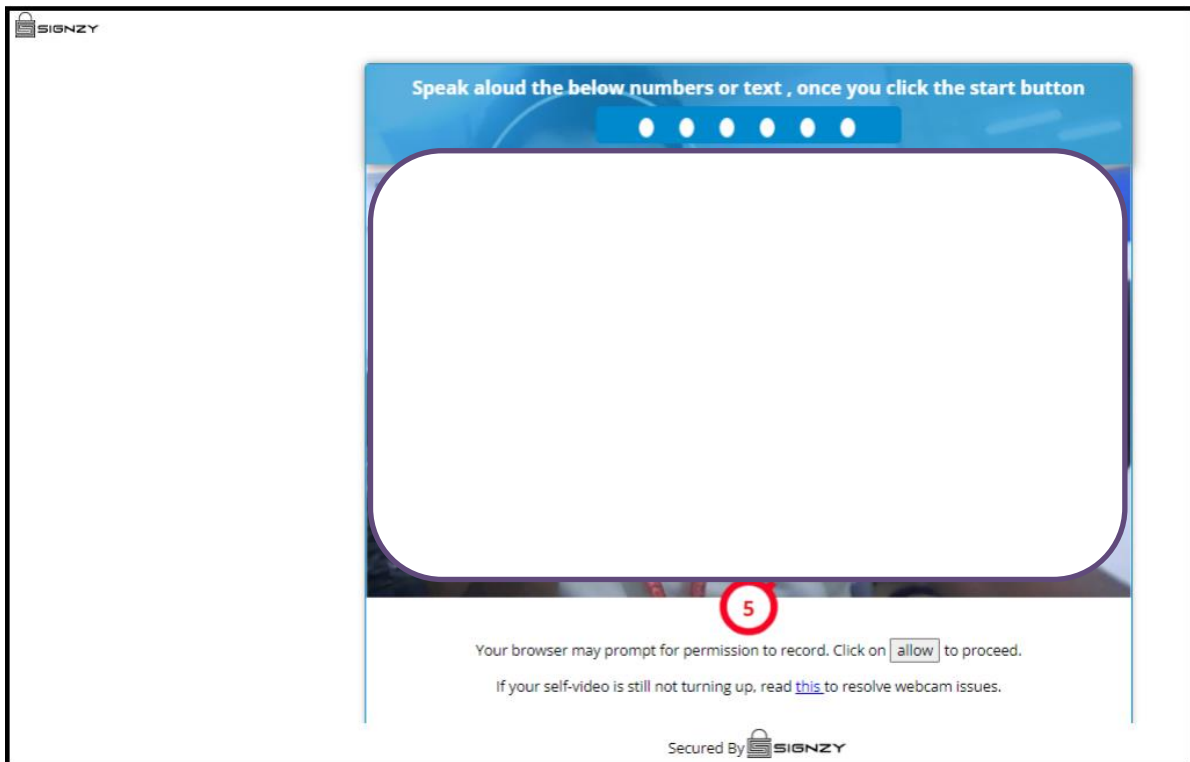 SIGNZY
Speak aloud the below numbers or text , once you click the start button
5
Your browser may prompt for permission to record. Click on allow to proceed.
If your self-video is still not turning up, read this to resolve webcam issues.
Secured By SIGNZY